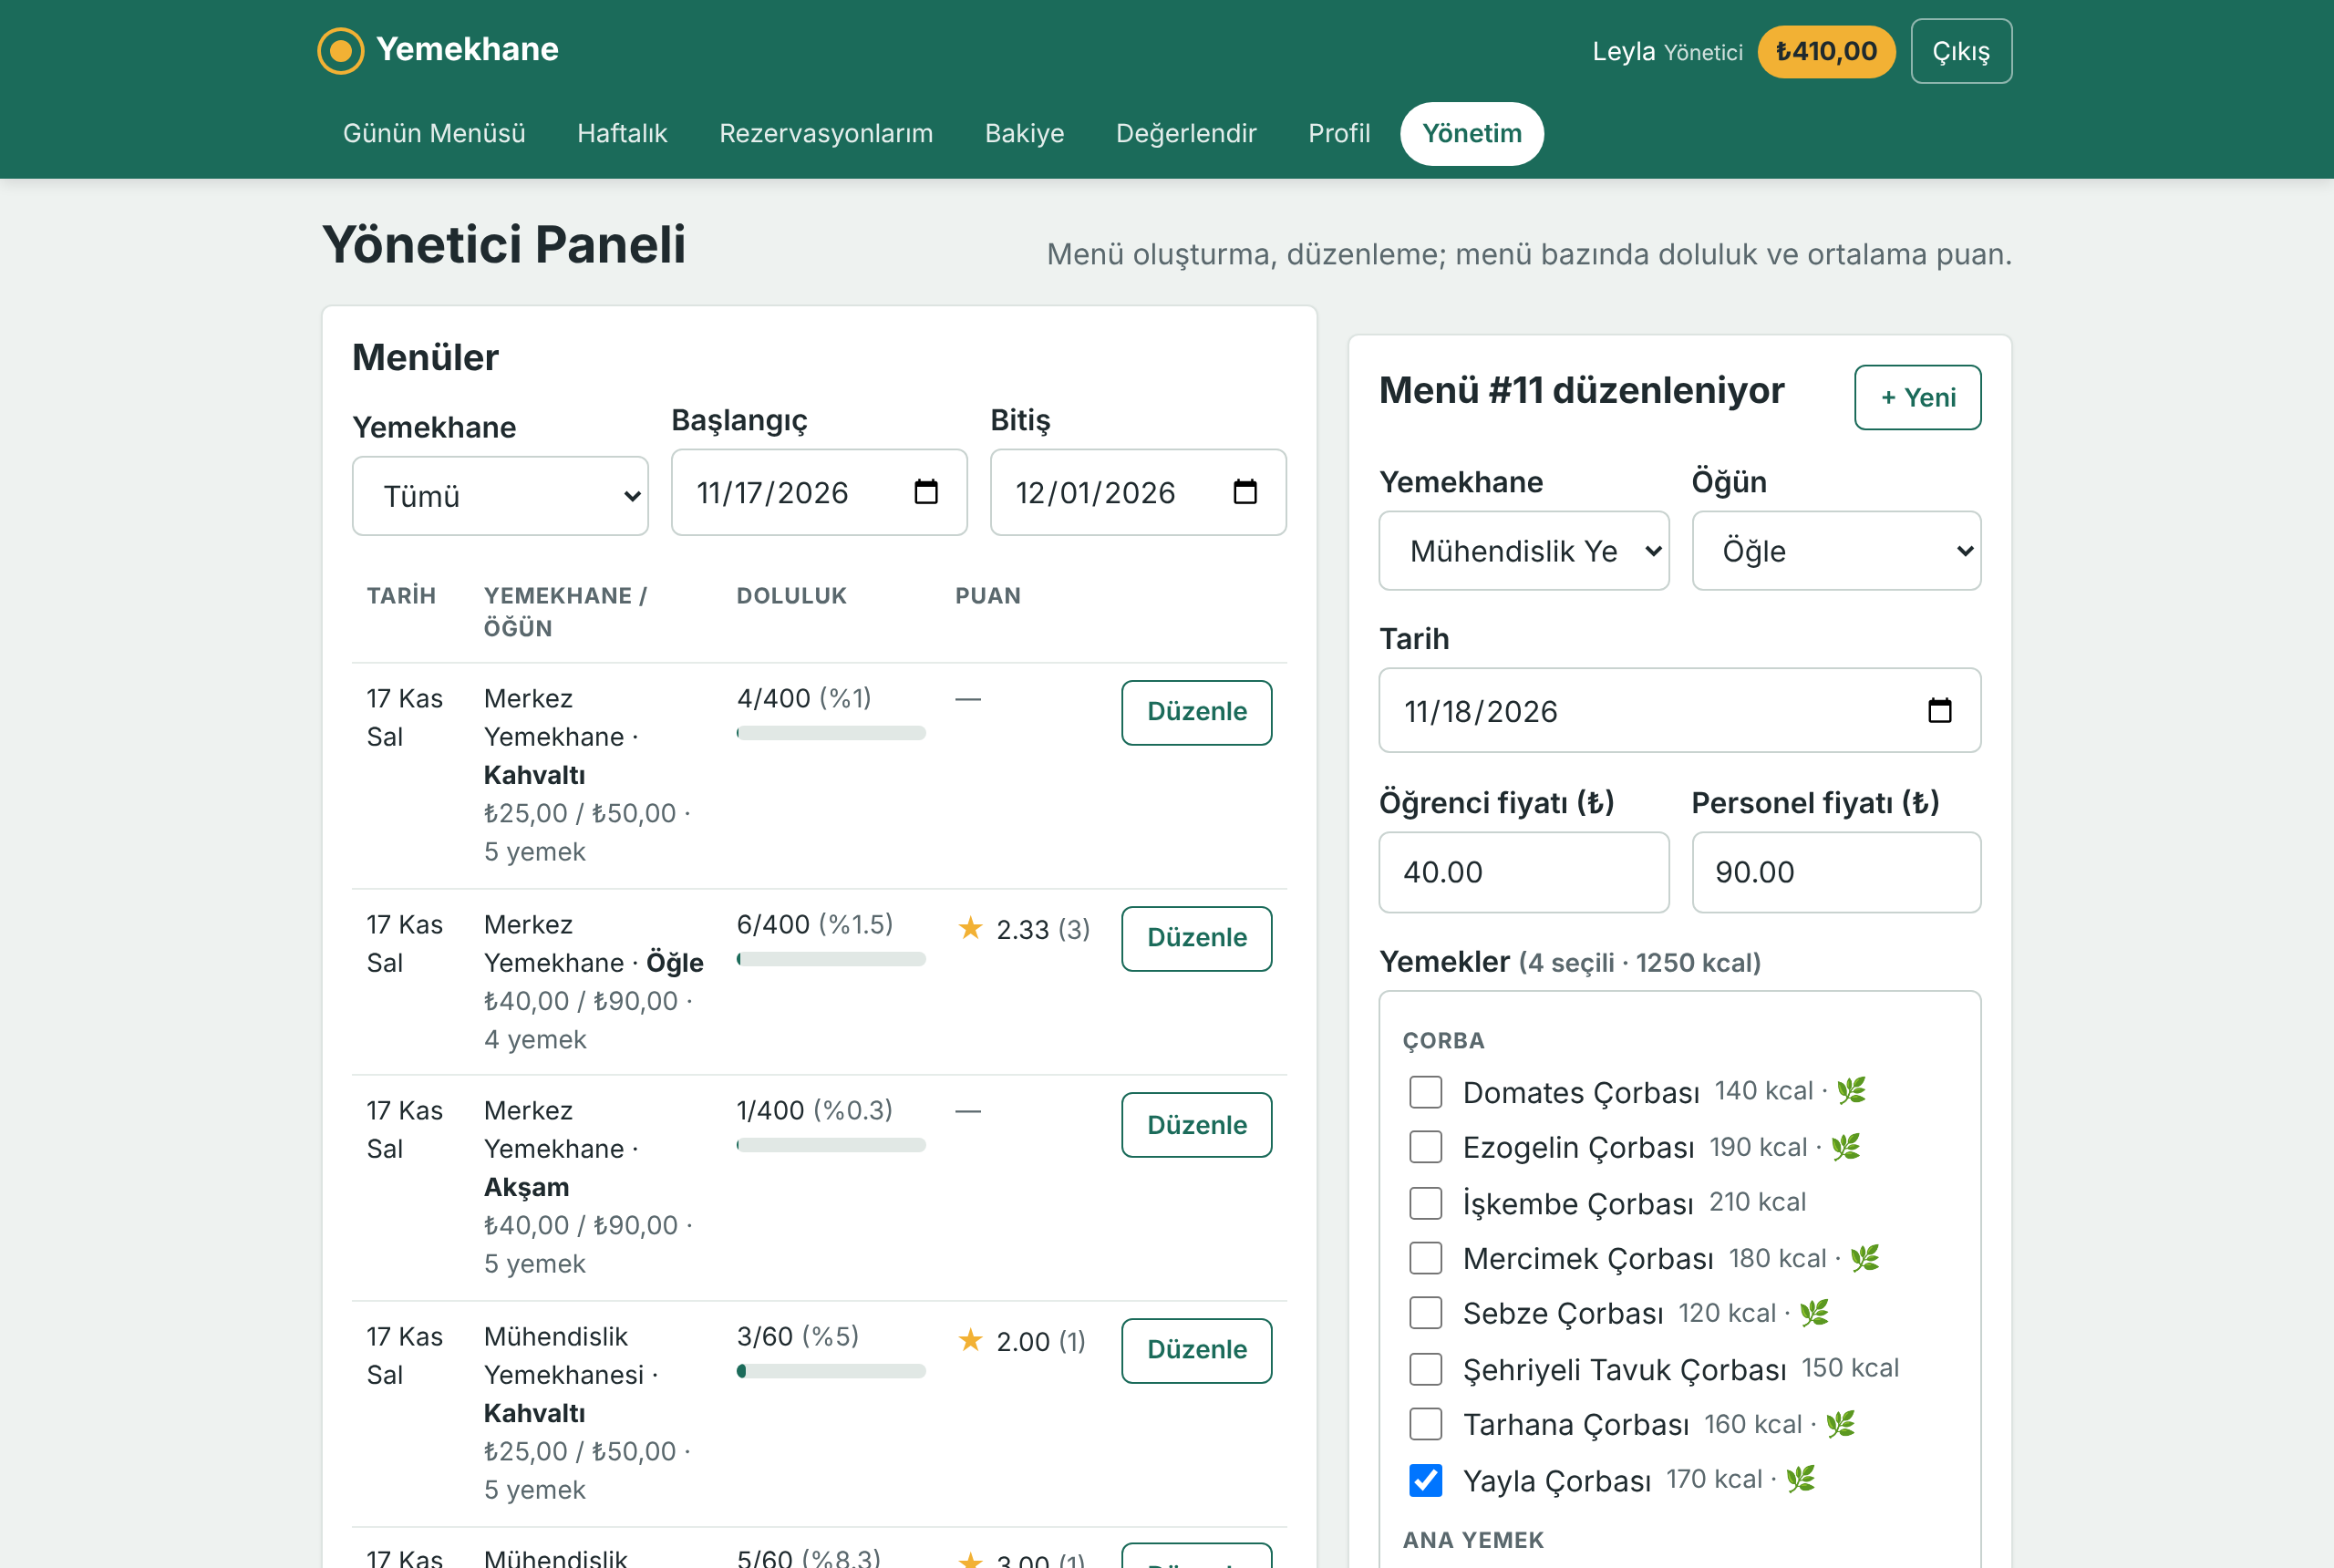 Yemekhane
Leyla Yönetici ₺410,00 Çıkış
Günün Menüsü Haftalık Rezervasyonlarım Bakiye Değerlendir Profil Yönetim
Yönetici Paneli
Menü oluşturma, düzenleme; menü bazında doluluk ve ortalama puan.
Menüler
Yemekhane Başlangıç Bitiş
Tümü 11/17/2026 12/01/2026
TARİH YEMEKHANE / ÖĞÜN DOLULUK PUAN
17 Kas Sal
Merkez Yemekhane · Kahvaltı
₺25,00 / ₺50,00 · 5 yemek
4/400 (%1)
—
Düzenle
17 Kas Sal
Merkez Yemekhane · Öğle
₺40,00 / ₺90,00 · 4 yemek
6/400 (%1.5)
★ 2.33 (3)
Düzenle
17 Kas Sal
Merkez Yemekhane · Akşam
₺40,00 / ₺90,00 · 5 yemek
1/400 (%0.3)
—
Düzenle
17 Kas Sal
Mühendislik Yemekhanesi · Kahvaltı
₺25,00 / ₺50,00 · 5 yemek
3/60 (%5)
★ 2.00 (1)
Düzenle
17 Kas
Mühendislik
5/60 (%8.3)
★ 3.00 (1)
Düzenle
Menü #11 düzenleniyor
+ Yeni
Yemekhane Öğün
Mühendislik Ye Öğle
Tarih
11/18/2026
Öğrenci fiyatı (₺) Personel fiyatı (₺)
40.00 90.00
Yemekler (4 seçili · 1250 kcal)
ÇORBA
Domates Çorbası 140 kcal · 🌿
Ezogelin Çorbası 190 kcal · 🌿
İşkembe Çorbası 210 kcal
Mercimek Çorbası 180 kcal · 🌿
Sebze Çorbası 120 kcal · 🌿
Şehriyeli Tavuk Çorbası 150 kcal
Tarhana Çorbası 160 kcal · 🌿
Yayla Çorbası 170 kcal · 🌿
ANA YEMEK